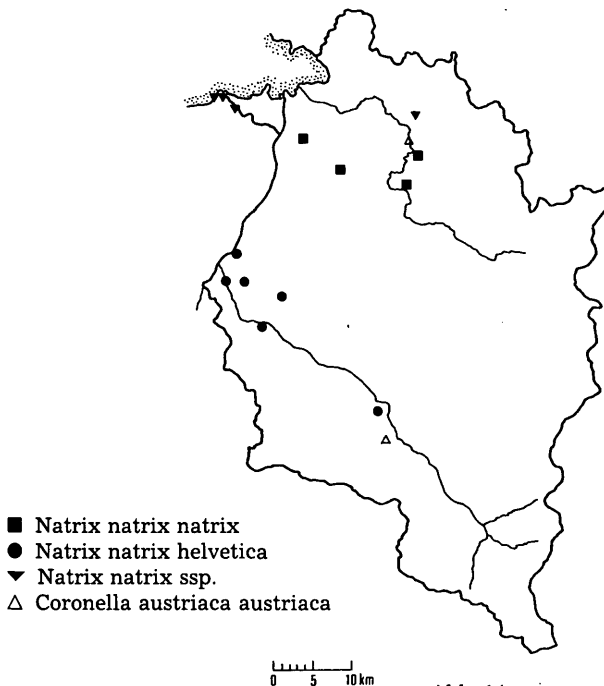 Natrix natrix natrix
Natrix natrix helvetica
Natrix natrix ssp.
Coronella austriaca austriaca
0 5 10 km